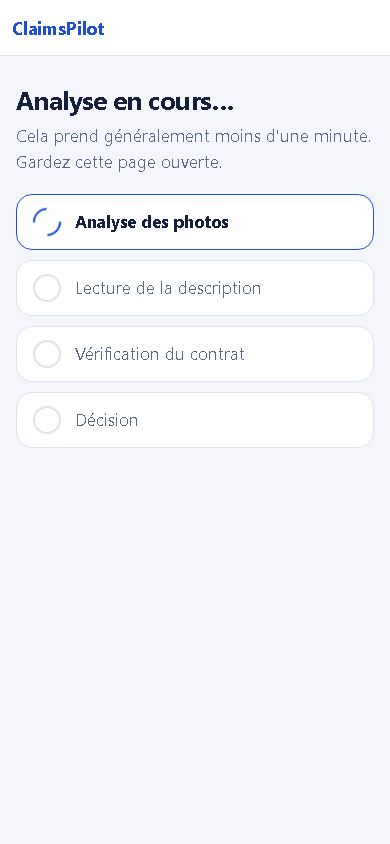 ClaimsPilot
Analyse en cours...
Cela prend généralement moins d'une minute.
Gardez cette page ouverte.
Analyse des photos
Lecture de la description
Vérification du contrat
Décision